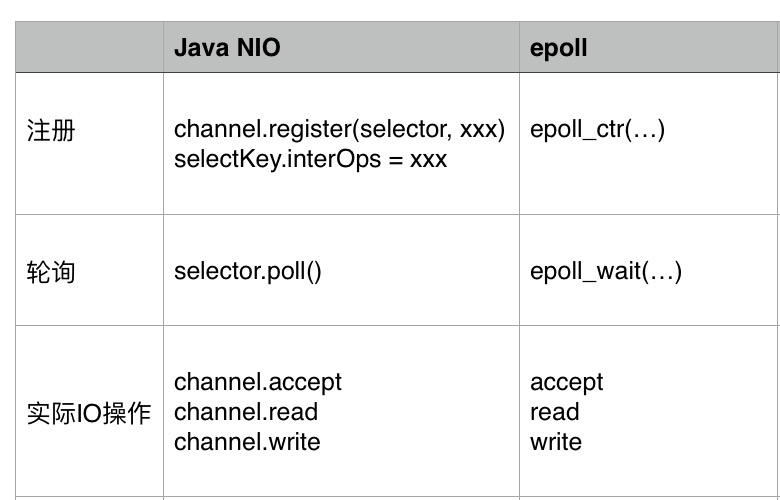 Java NIO epoll
注册 channel.register(selector, xxx) epoll_ctr(…)
selectKey.interOps = xxx
轮询 selector.poll() epoll_wait(…)
channel.accept accept
实际IO操作 channel.read read
channel.write write